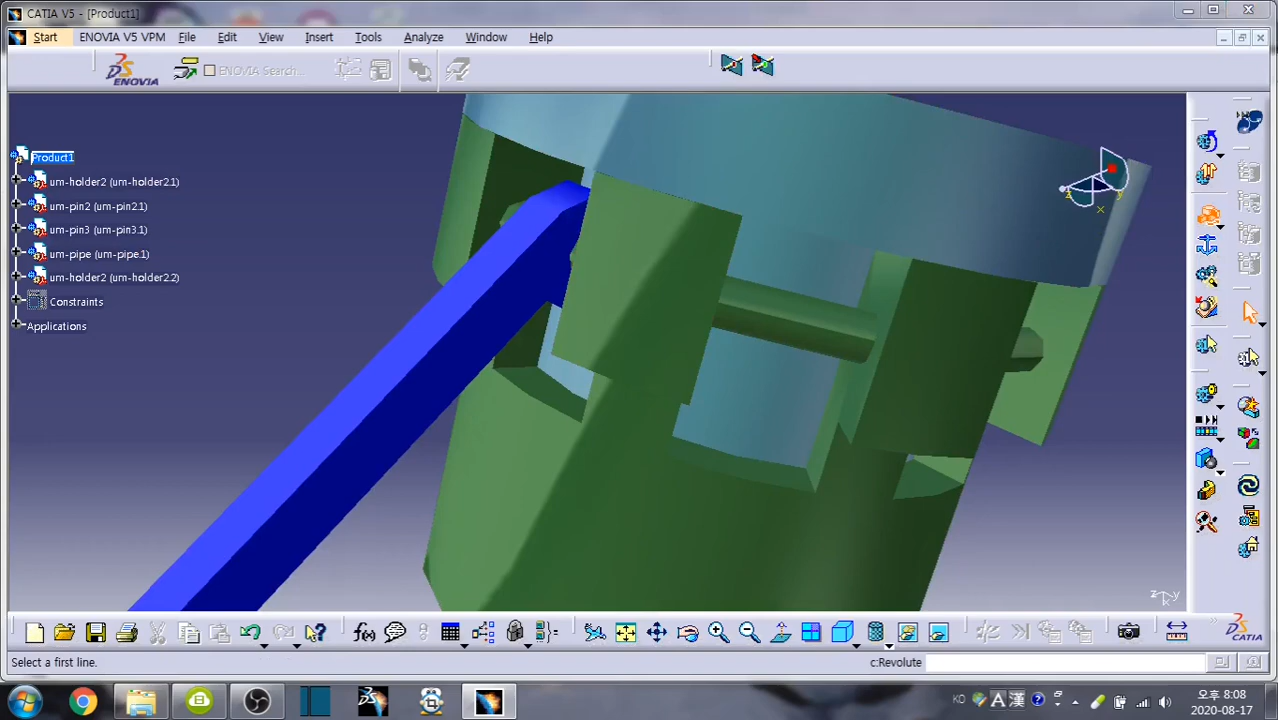 CATIA V5 - [Product1]
Start ENOVIA V5 VPM File Edit View Insert Tools Analyze Window Help
ENOVIA ENOVIA Search...
Product1
um-holder2 (um-holder2.1)
um-pin2 (um-pin2.1)
um-pin3 (um-pin3.1)
um-pipe (um-pipe.1)
um-holder2 (um-holder2.2)
Constraints
Applications
z y
x
z y
x
f(x)
CATIA
Select a first line. c:Revolute
KO A 漢
오후 8:08
2020-08-17